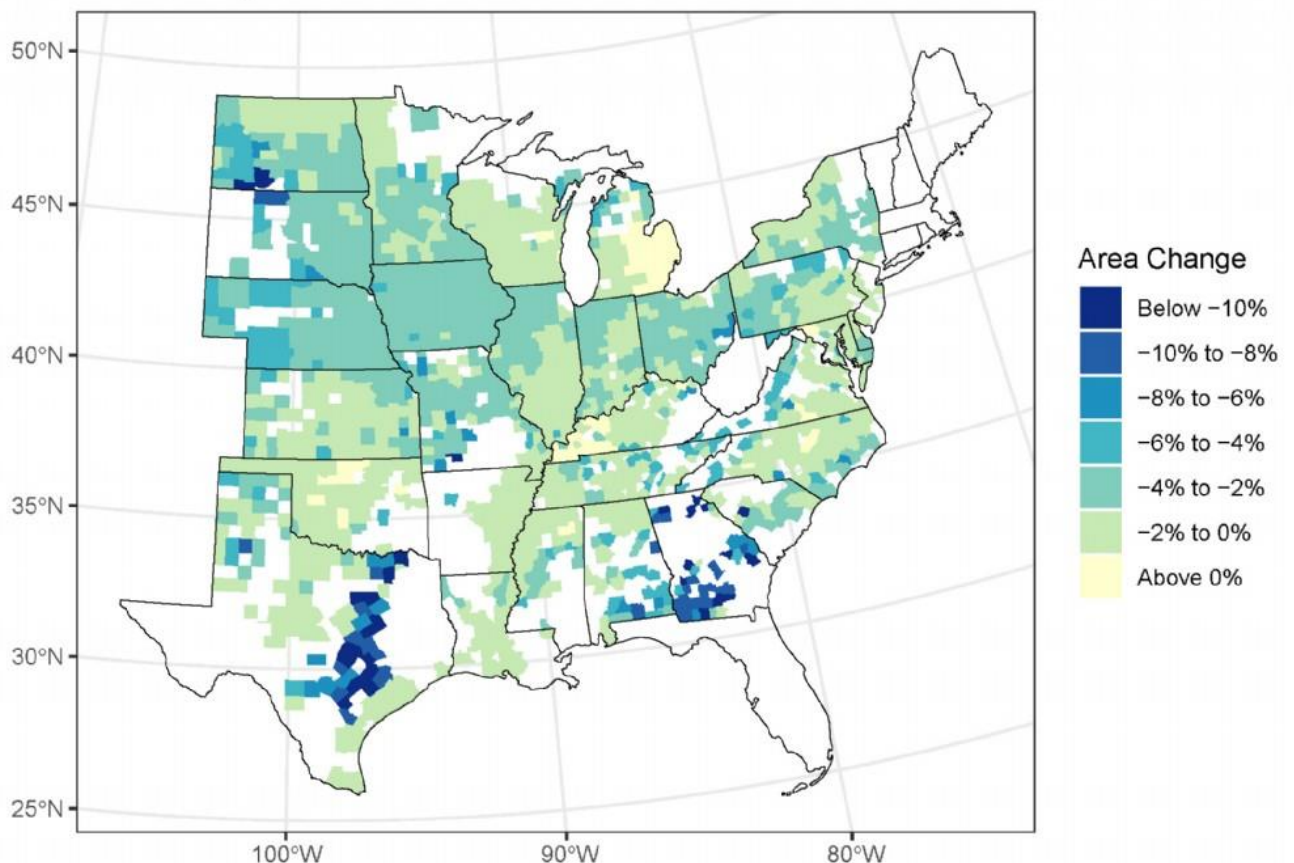 50°N
45°N
40°N
35°N
30°N
25°N
100°W
90°W
80°W
Area Change
Below −10%
−10% to −8%
−8% to −6%
−6% to −4%
−4% to −2%
−2% to 0%
Above 0%